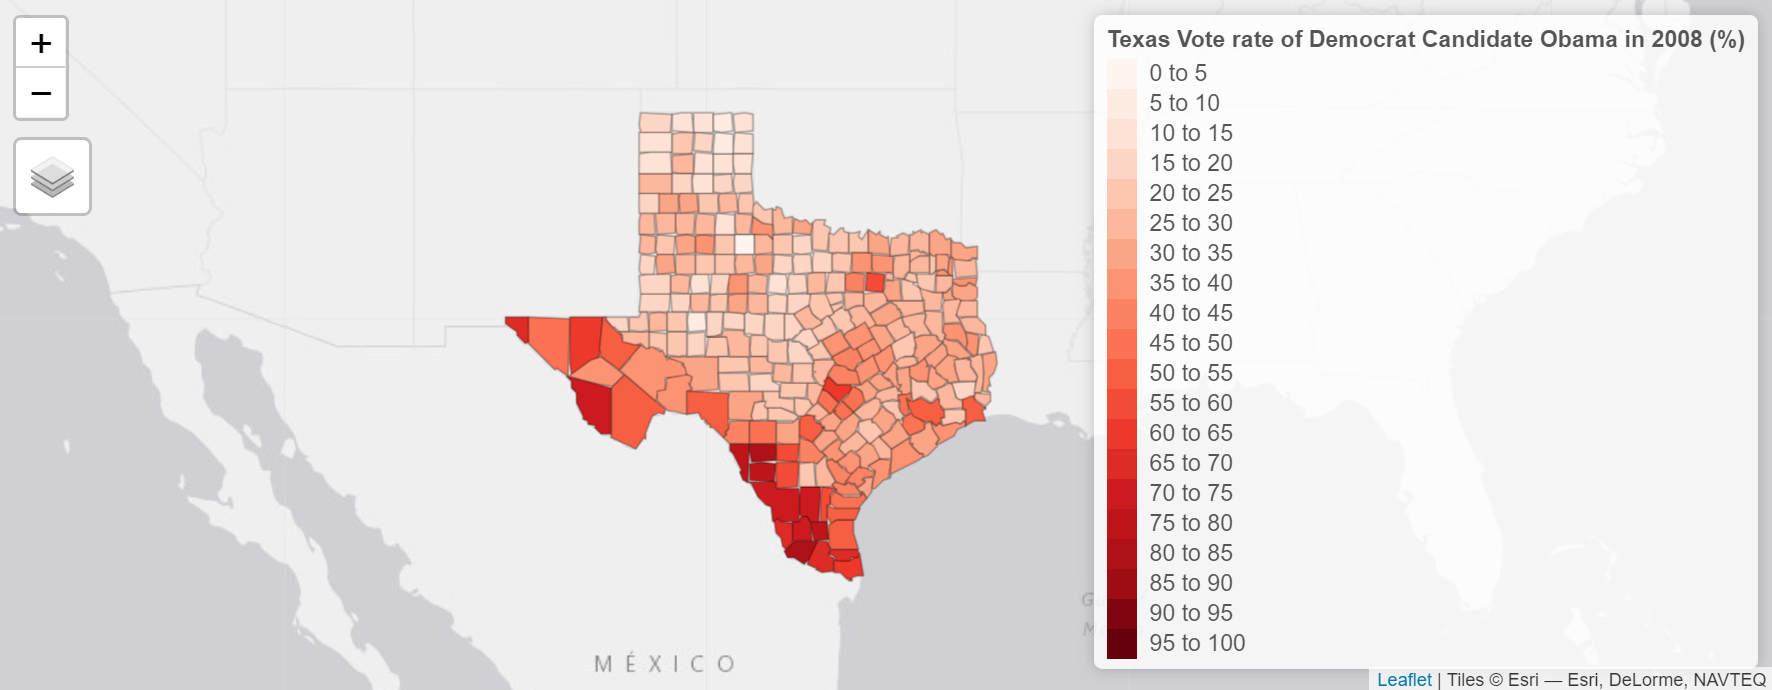 +
−
Texas Vote rate of Democrat Candidate Obama in 2008 (%)
0 to 5
5 to 10
10 to 15
15 to 20
20 to 25
25 to 30
30 to 35
35 to 40
40 to 45
45 to 50
50 to 55
55 to 60
60 to 65
65 to 70
70 to 75
75 to 80
80 to 85
85 to 90
90 to 95
95 to 100
MÉXICO
Leaflet | Tiles © Esri — Esri, DeLorme, NAVTEQ